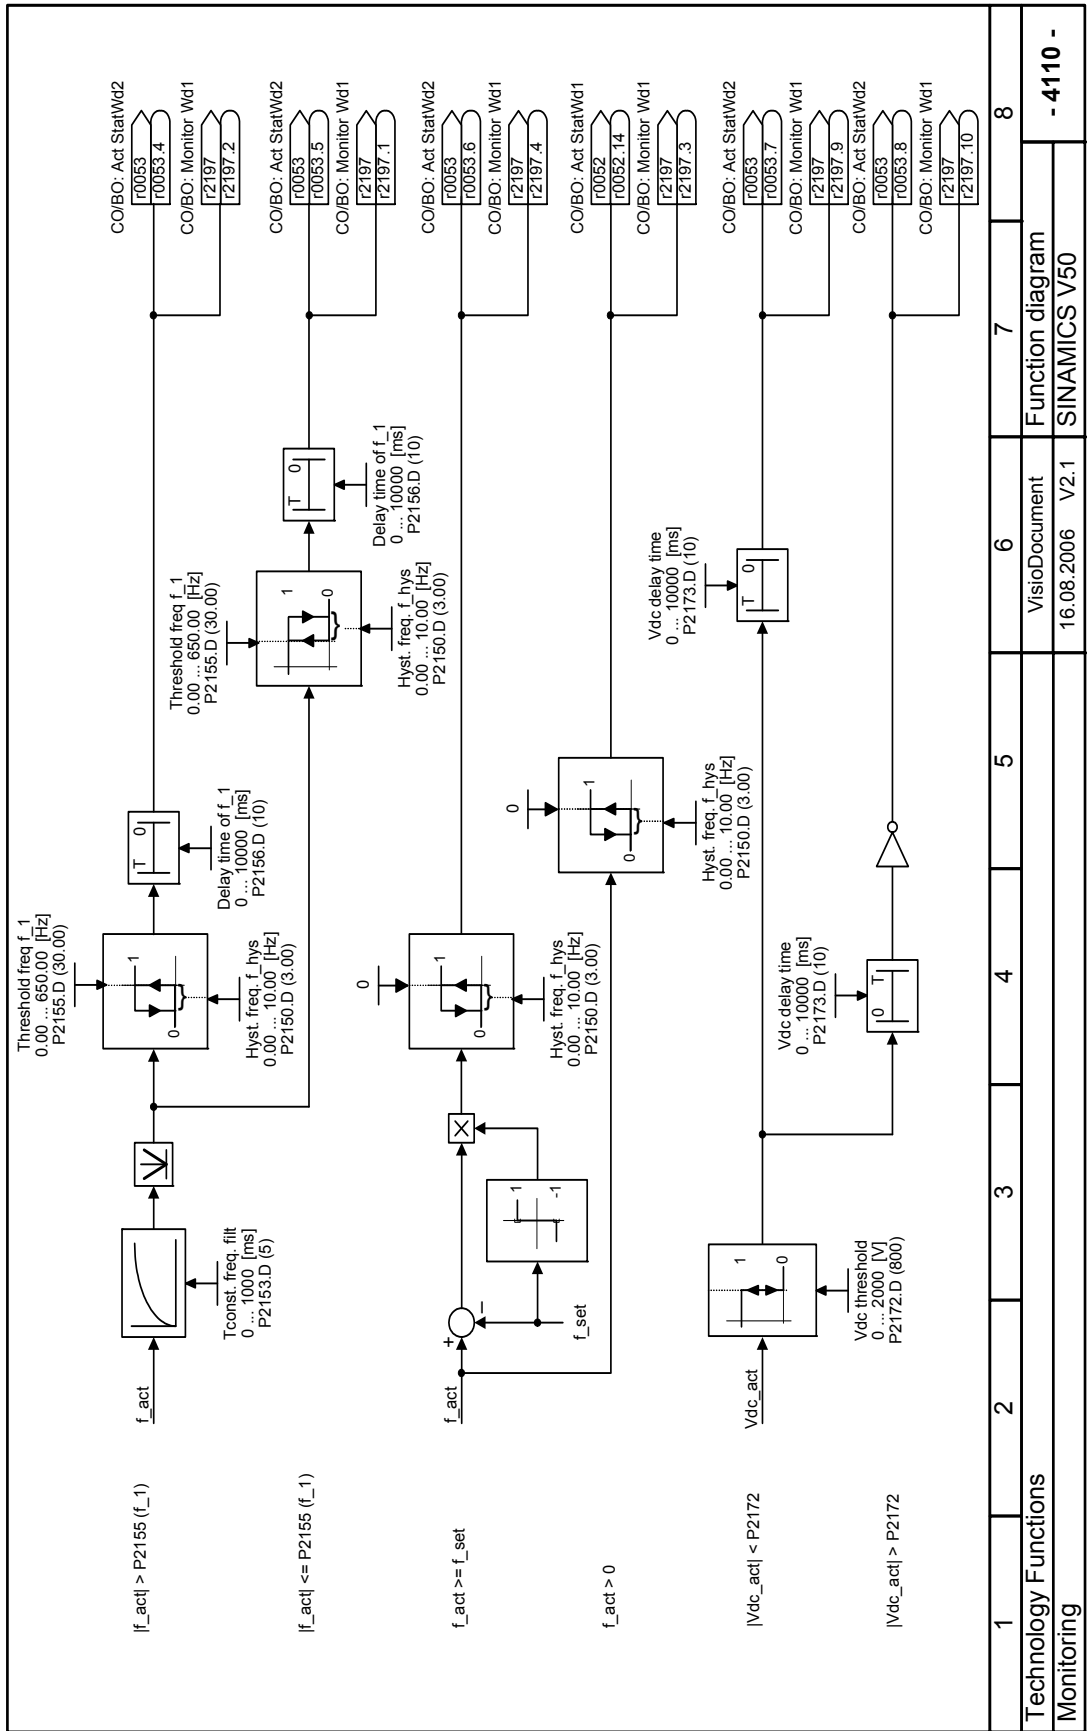 |f_act| > P2155 (f_1)
f_act
Tconst. freq. filt
0 ... 1000 [ms]
P2153.D (5)
Threshold freq f_1
0.00 ... 650.00 [Hz]
P2155.D (30.00)
1
0
Hyst. freq. f_hys
0.00 ... 10.00 [Hz]
P2150.D (3.00)
T 0
Delay time of f_1
0 ... 10000 [ms]
P2156.D (10)
CO/BO: Act StatWd2
r0053
r0053.4
CO/BO: Monitor Wd1
r2197
r2197.2
|f_act| <= P2155 (f_1)
Threshold freq f_1
0.00 ... 650.00 [Hz]
P2155.D (30.00)
1
0
Hyst. freq. f_hys
0.00 ... 10.00 [Hz]
P2150.D (3.00)
T 0
Delay time of f_1
0 ... 10000 [ms]
P2156.D (10)
CO/BO: Act StatWd2
r0053
r0053.5
CO/BO: Monitor Wd1
r2197
r2197.1
f_act >= f_set
f_act
+
–
f_set
1
-1
X
0
1
0
Hyst. freq. f_hys
0.00 ... 10.00 [Hz]
P2150.D (3.00)
CO/BO: Act StatWd2
r0053
r0053.6
CO/BO: Monitor Wd1
r2197
r2197.4
f_act > 0
0
1
0
Hyst. freq. f_hys
0.00 ... 10.00 [Hz]
P2150.D (3.00)
CO/BO: Act StatWd1
r0052
r0052.14
CO/BO: Monitor Wd1
r2197
r2197.3
|Vdc_act| < P2172
Vdc_act
1
0
Vdc threshold
0 ... 2000 [V]
P2172.D (800)
Vdc delay time
0 ... 10000 [ms]
P2173.D (10)
T 0
CO/BO: Act StatWd2
r0053
r0053.7
CO/BO: Monitor Wd1
r2197
r2197.9
|Vdc_act| > P2172
Vdc delay time
0 ... 10000 [ms]
P2173.D (10)
0 T
CO/BO: Act StatWd2
r0053
r0053.8
CO/BO: Monitor Wd1
r2197
r2197.10
1 2 3 4 5 6 7 8
Technology Functions
Monitoring
VisioDocument
16.08.2006 V2.1
Function diagram
SINAMICS V50
- 4110 -